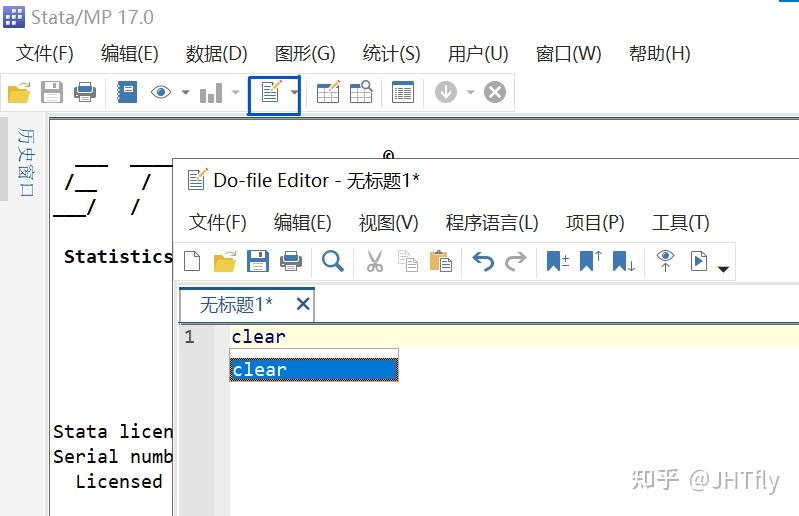 Stata/MP 17.0
文件(F) 编辑(E) 数据(D) 图形(G) 统计(S) 用户(U) 窗口(W) 帮助(H)
历史窗口
Statistics
Do-file Editor - 无标题1*
文件(F) 编辑(E) 视图(V) 程序语言(L) 项目(P) 工具(T)
无标题1*
1 clear
clear
Stata licen
Serial numb
Licensed
知乎 @JHTfly